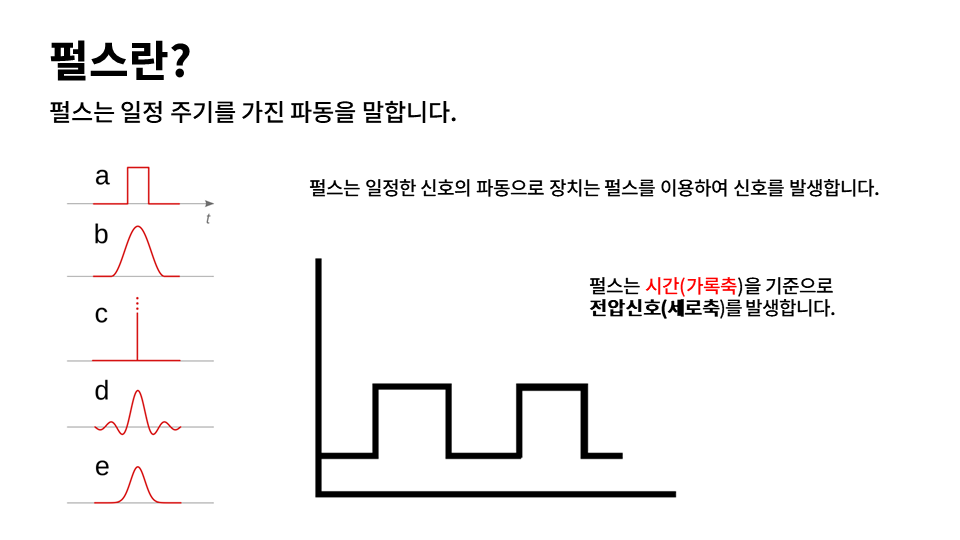 펄스란?
펄스는 일정 주기를 가진 파동을 말합니다.
a
펄스는 일정한 신호의 파동으로 장치는 펄스를 이용하여 신호를 발생합니다.
t
b
펄스는 시간(가록축)을 기준으로
전압신호(세로축)를 발생합니다.
c
d
e